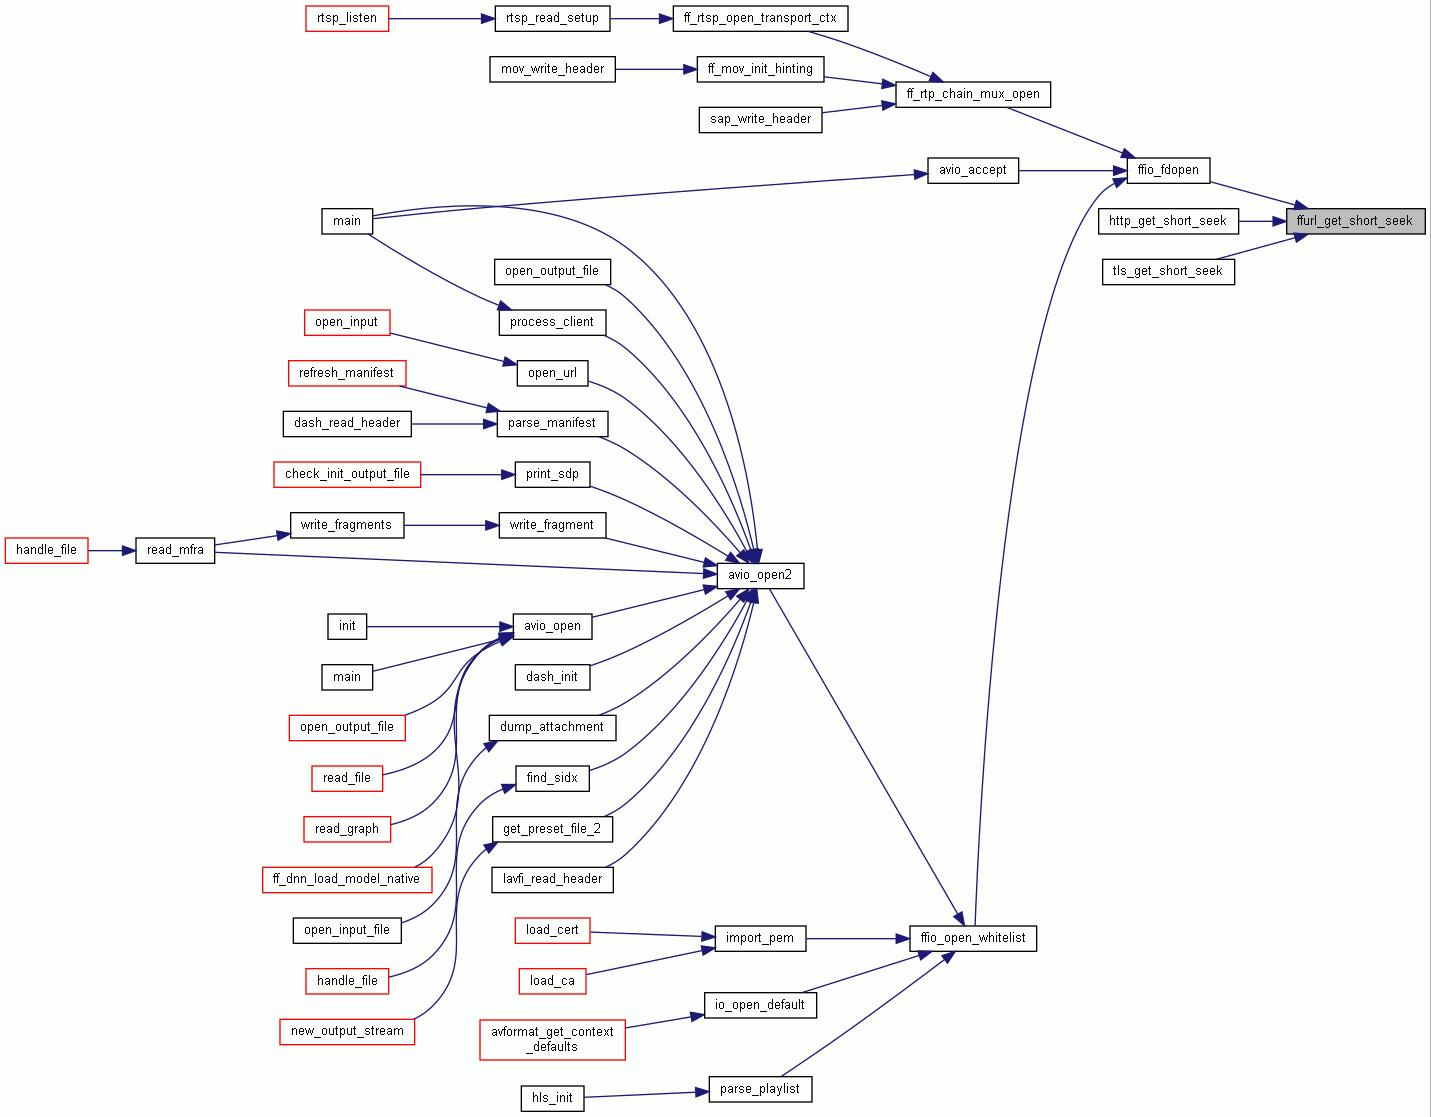 rtsp_listen
rtsp_read_setup
ff_rtsp_open_transport_ctx
mov_write_header
ff_mov_init_hinting
ff_rtp_chain_mux_open
sap_write_header
avio_accept
ffio_fdopen
main
http_get_short_seek
ffurl_get_short_seek
open_output_file
tls_get_short_seek
open_input
process_client
refresh_manifest
open_url
dash_read_header
parse_manifest
check_init_output_file
print_sdp
write_fragments
write_fragment
handle_file
read_mfra
avio_open2
init
avio_open
main
dash_init
open_output_file
dump_attachment
read_file
find_sidx
read_graph
get_preset_file_2
ff_dnn_load_model_native
lavfi_read_header
open_input_file
load_cert
import_pem
ffio_open_whitelist
handle_file
load_ca
io_open_default
new_output_stream
avformat_get_context
_defaults
parse_playlist
hls_init